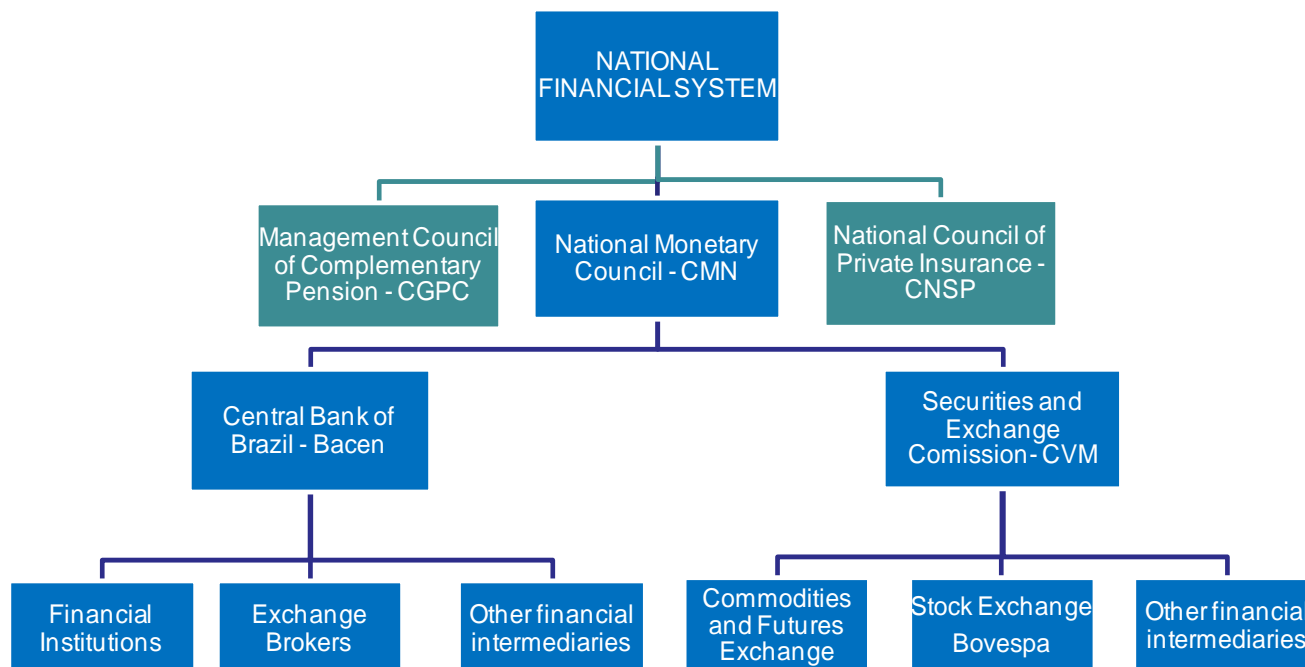 NATIONAL
FINANCIAL SYSTEM
Management Council
of Complementary
Pension - CGPC
National Monetary
Council - CMN
National Council of
Private Insurance -
CNSP
Central Bank of
Brazil - Bacen
Securities and
Exchange
Comission- CVM
Financial
Institutions
Exchange
Brokers
Other financial
intermediaries
Commodities
and Futures
Exchange
Stock Exchange
Bovespa
Other financial
intermediaries